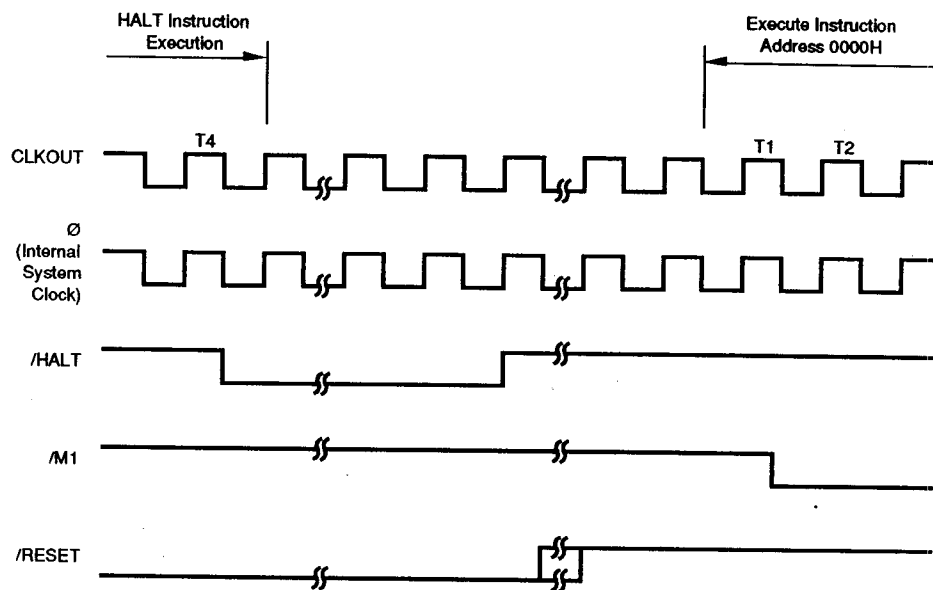 HALT Instruction
Execution
Execute Instruction
Address 0000H
T4
T1
T2
CLKOUT
Ø
(Internal
System
Clock)
/HALT
/M1
/RESET